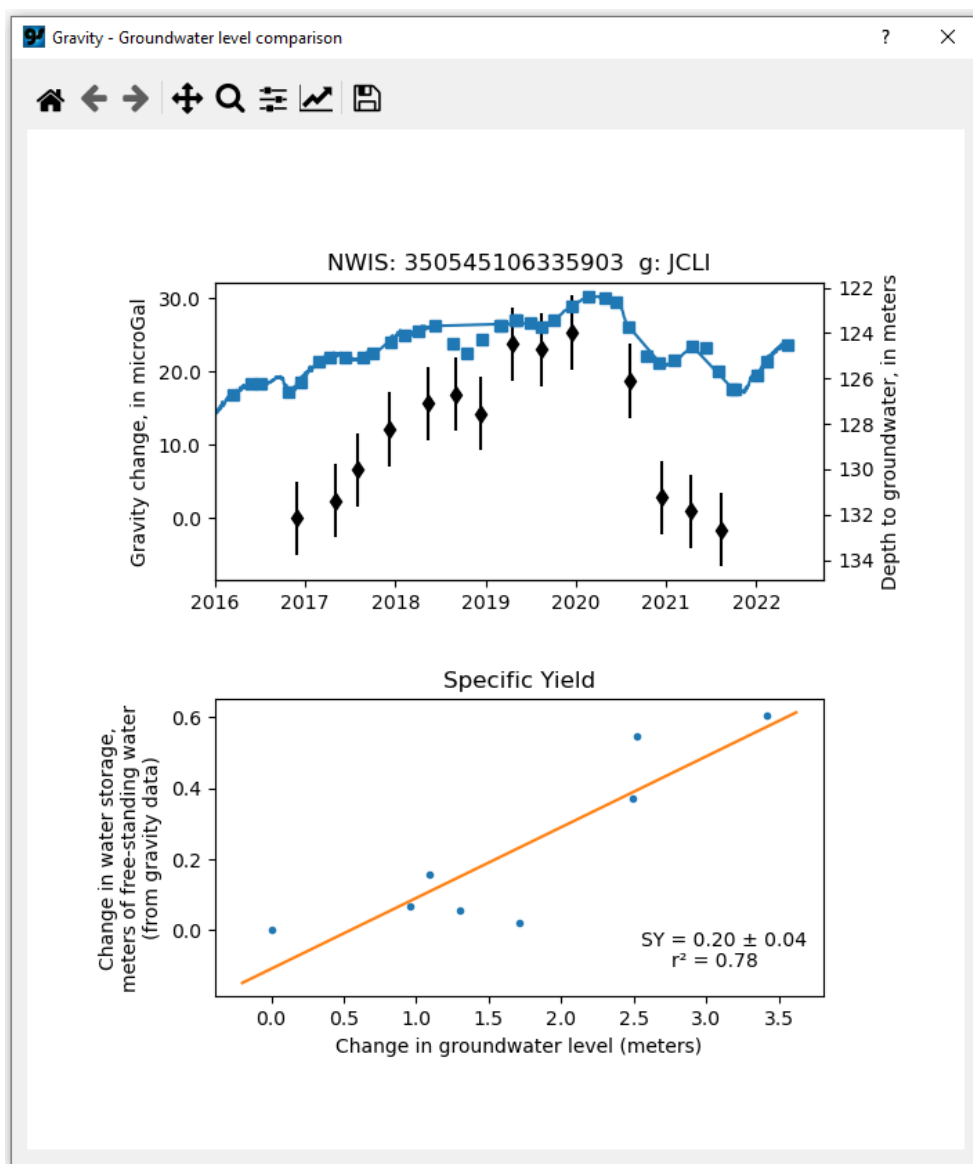 Gravity - Groundwater level comparison
?
NWIS: 350545106335903 g: JCLI
Gravity change, in microGal
30.0
20.0
10.0
0.0
122
124
126
128
130
132
134
Depth to groundwater, in meters
2016 2017 2018 2019 2020 2021 2022
Specific Yield
Change in water storage,
meters of free-standing water
(from gravity data)
0.6
0.4
0.2
0.0
SY = 0.20 ± 0.04
r² = 0.78
0.0 0.5 1.0 1.5 2.0 2.5 3.0 3.5
Change in groundwater level (meters)